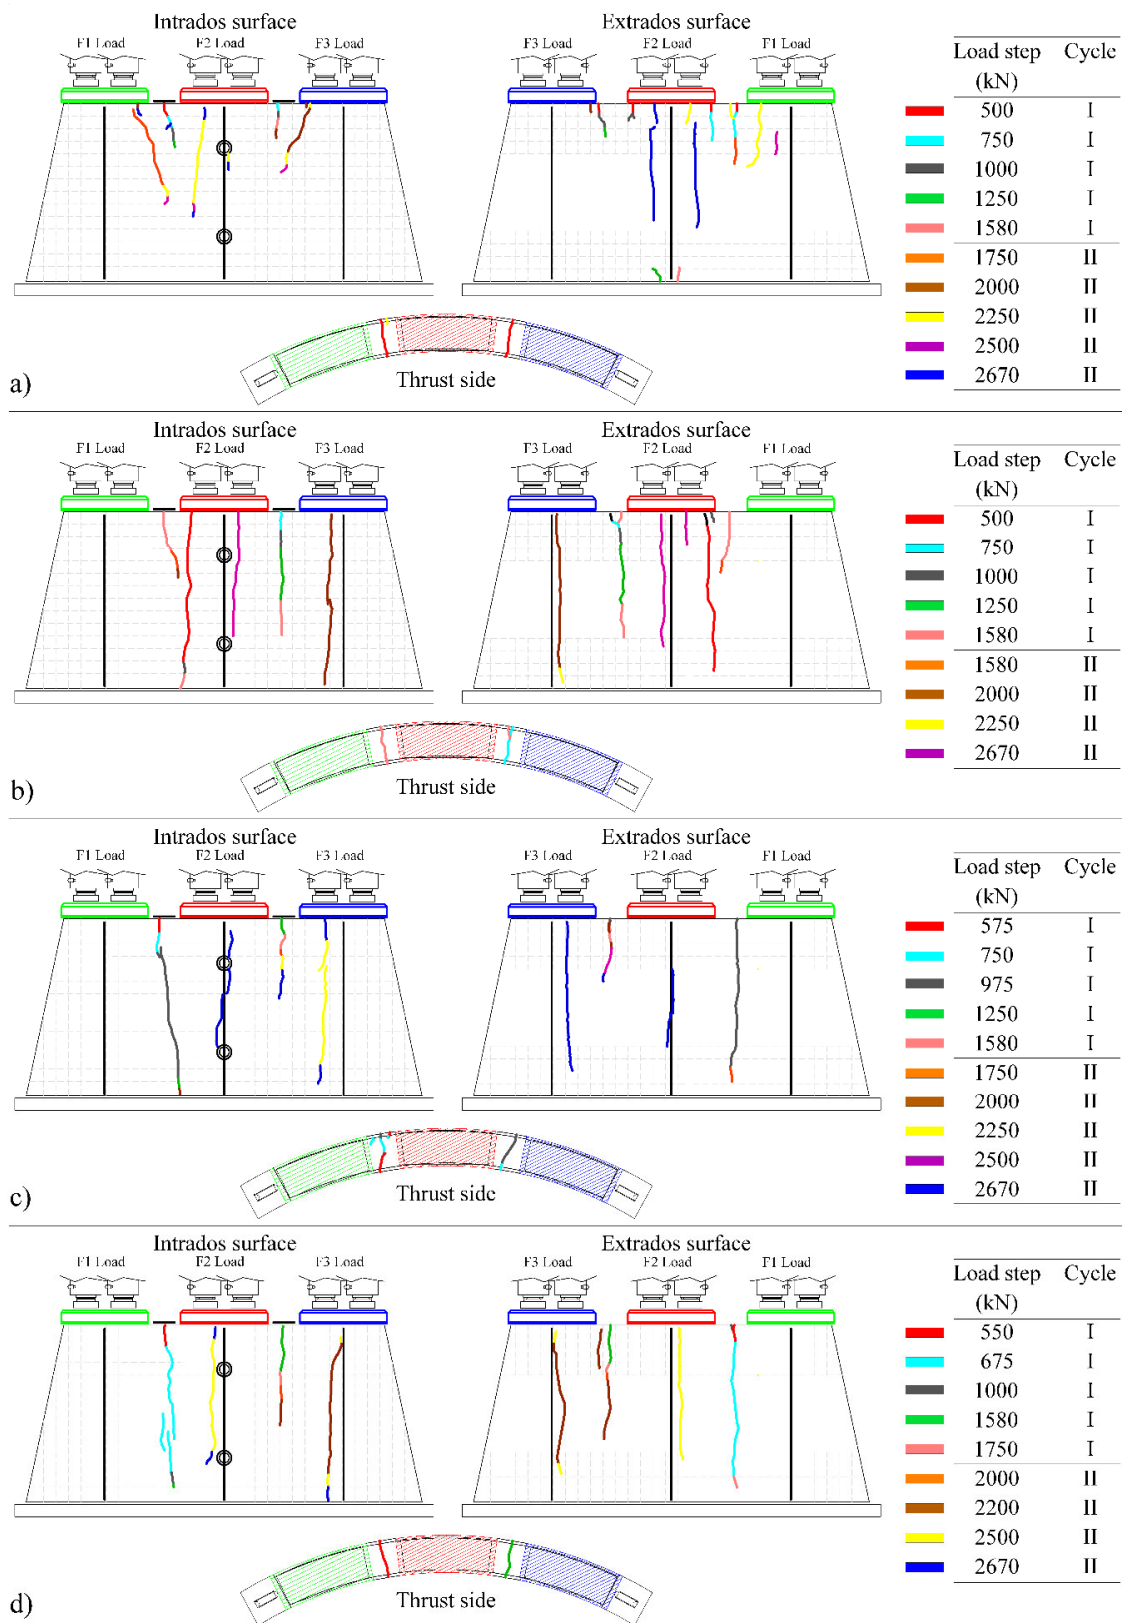 Intrados surface
Extrados surface
F1 Load F2 Load F3 Load
F3 Load F2 Load F1 Load
Load step Cycle
(kN)
500 I
750 I
1000 I
1250 I
1580 I
1750 II
2000 II
2250 II
2500 II
2670 II
Thrust side
a)
Intrados surface
Extrados surface
F1 Load F2 Load F3 Load
F3 Load F2 Load F1 Load
Load step Cycle
(kN)
500 I
750 I
1000 I
1250 I
1580 I
1580 II
2000 II
2250 II
2670 II
Thrust side
b)
Intrados surface
Extrados surface
F1 Load F2 Load F3 Load
F3 Load F2 Load F1 Load
Load step Cycle
(kN)
575 I
750 I
975 I
1250 I
1580 I
1750 II
2000 II
2250 II
2500 II
2670 II
Thrust side
c)
Intrados surface
Extrados surface
F1 Load F2 Load F3 Load
F3 Load F2 Load F1 Load
Load step Cycle
(kN)
550 I
675 I
1000 I
1580 I
1750 I
2000 II
2200 II
2500 II
2670 II
Thrust side
d)